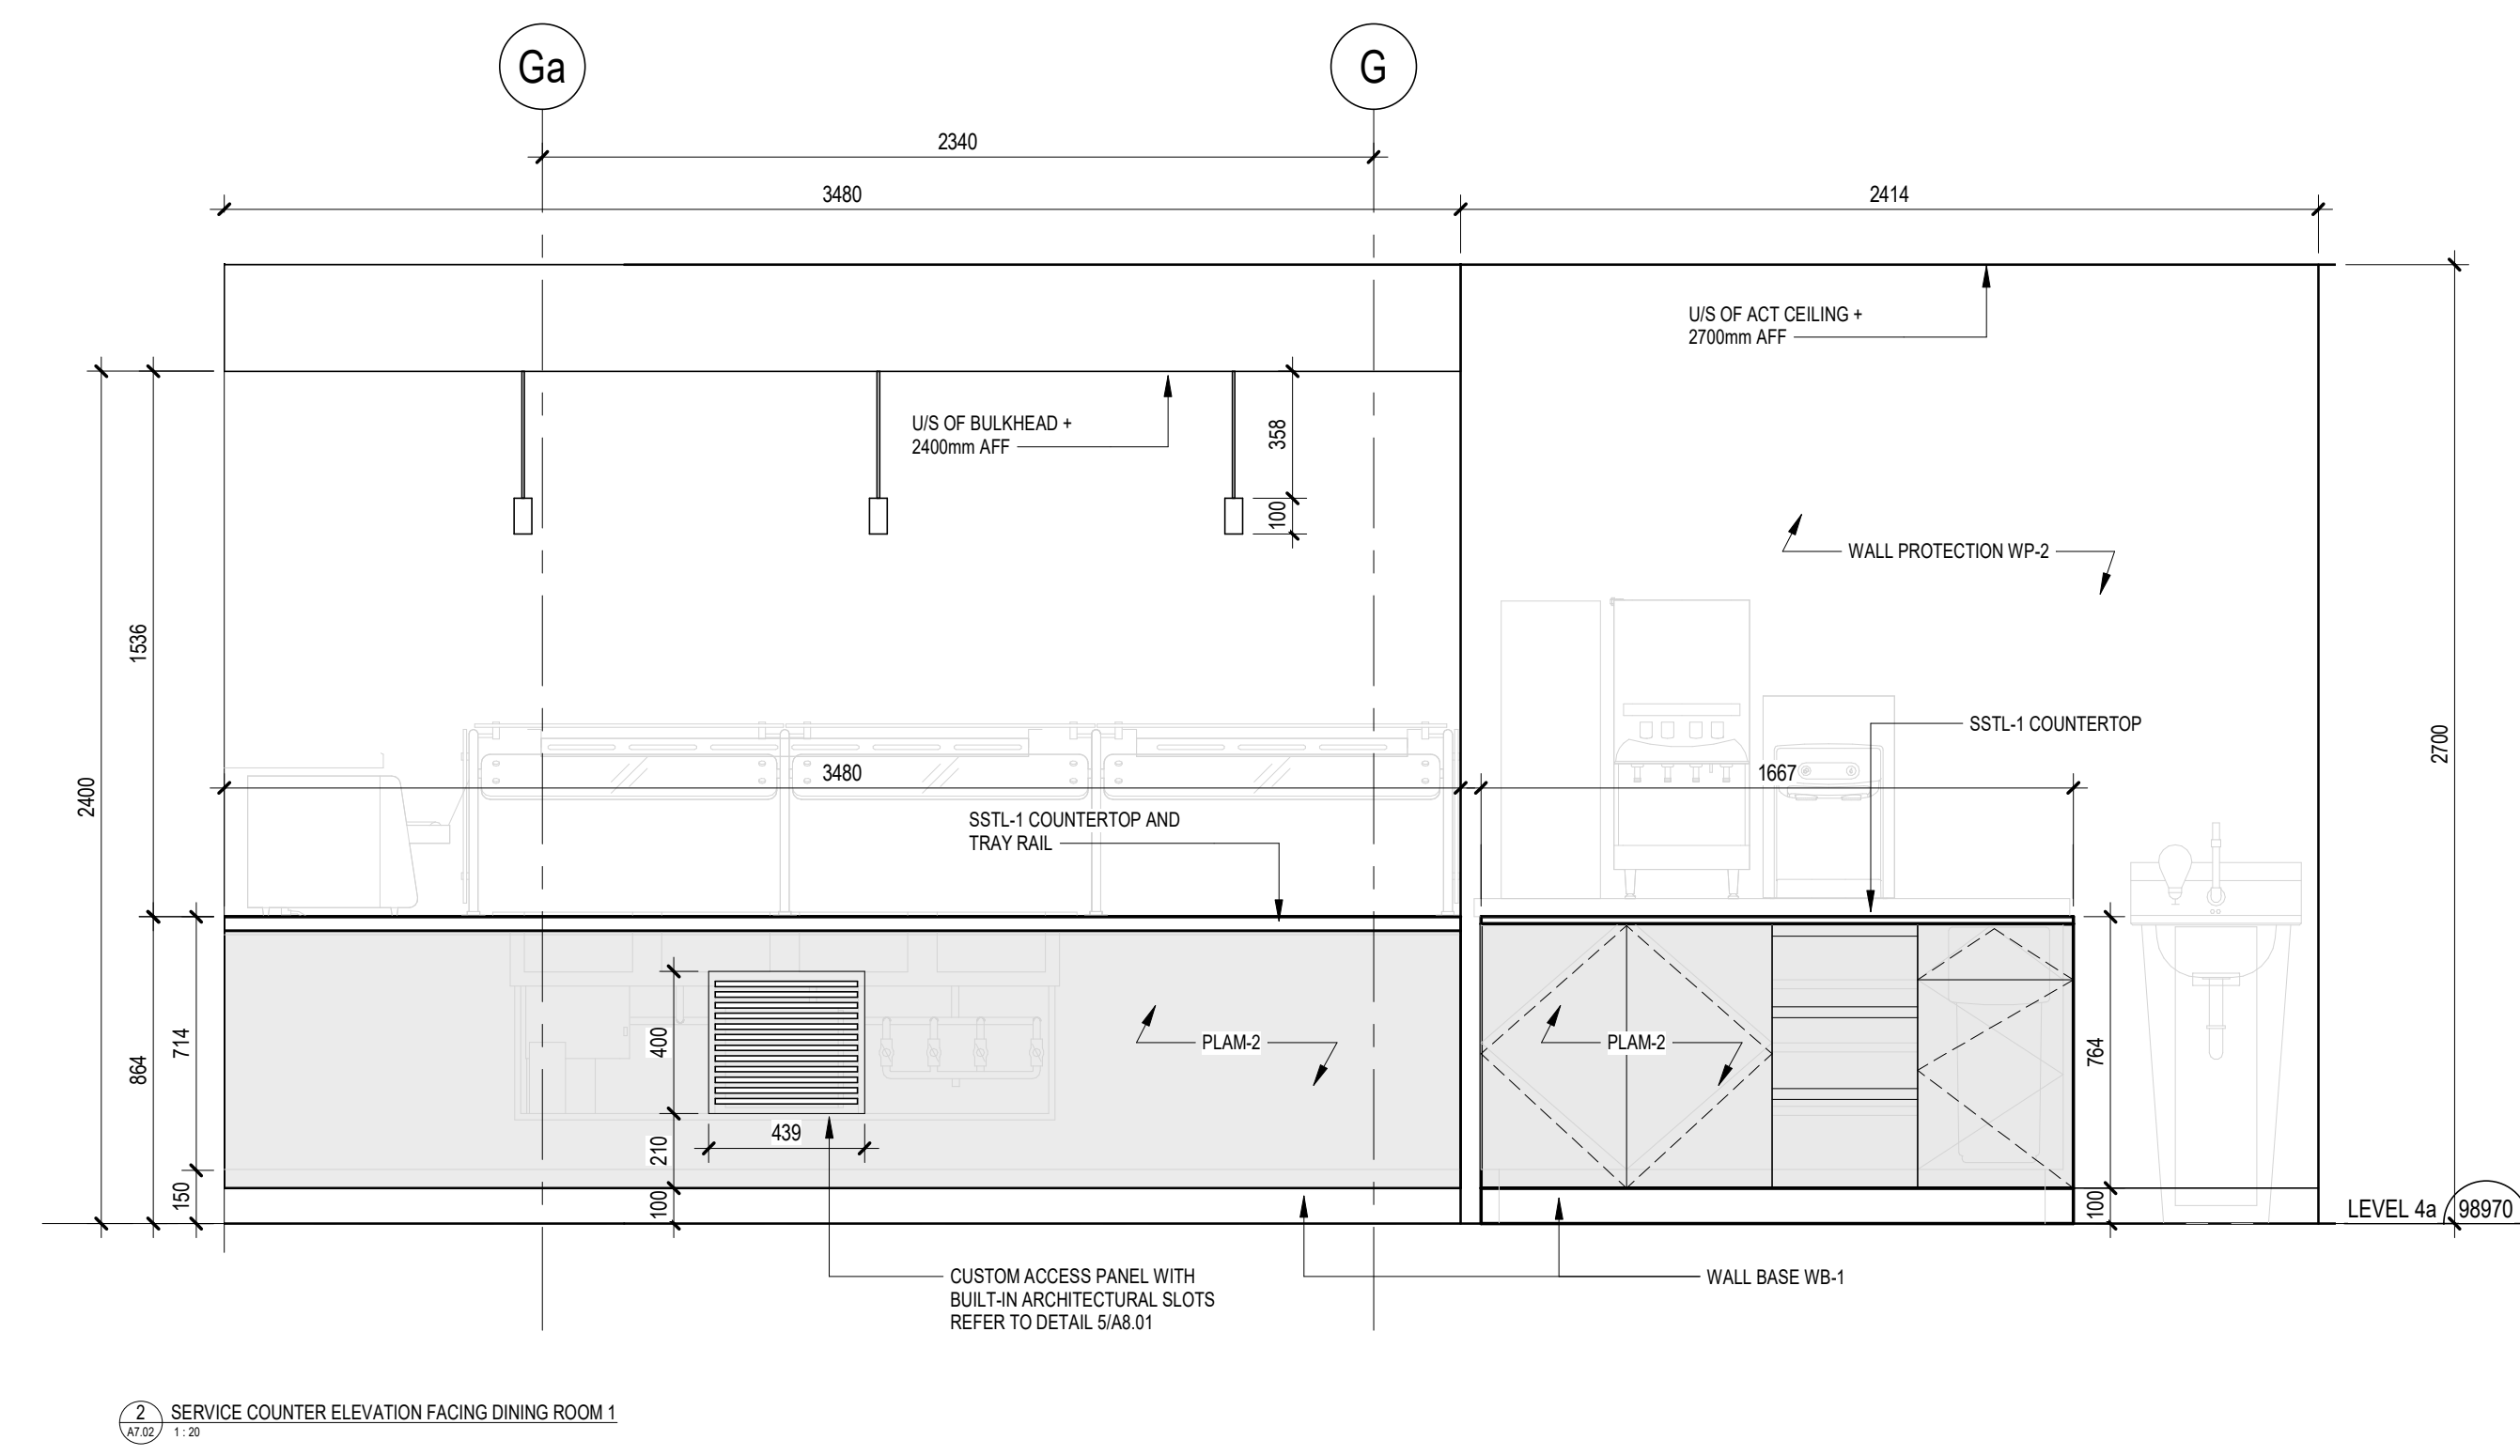 Ga
G
2340
3480
2414
U/S OF ACT CEILING +
2700mm AFF
U/S OF BULKHEAD +
2400mm AFF
358
100
WALL PROTECTION WP-2
1536
2400
2700
SSTL-1 COUNTERTOP
3480
1667
SSTL-1 COUNTERTOP AND
TRAY RAIL
864
714
150
400
210
100
439
PLAM-2
PLAM-2
764
100
LEVEL 4a
98970
CUSTOM ACCESS PANEL WITH
BUILT-IN ARCHITECTURAL SLOTS
REFER TO DETAIL 5/A8.01
WALL BASE WB-1
2
A7.02
SERVICE COUNTER ELEVATION FACING DINING ROOM 1
1 : 20